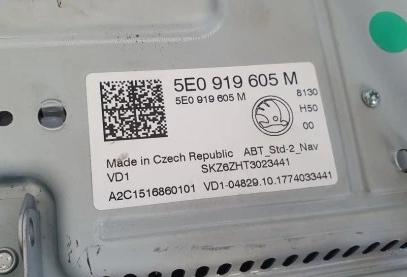 5E0 919 605 M
5E0 919 605 M
8130
H50
00
Made in Czech Republic ABT_Std-2_Nav
VD1 SKZ6ZHT3023441
A2C1516860101 VD1-04829.10.1774033441